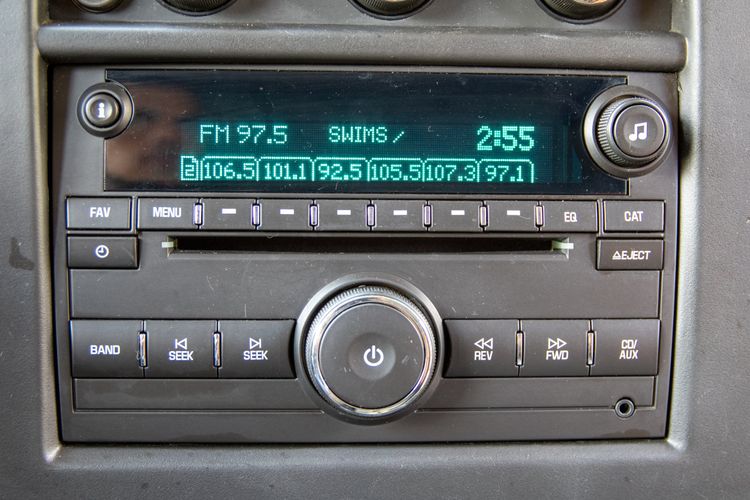 FM 97.5 SWIMS/ 2:55
2 106.5 101.1 92.5 105.5 107.3 97.1
FAV MENU EQ CAT
EJECT
BAND SEEK SEEK REV FWD CD/AUX